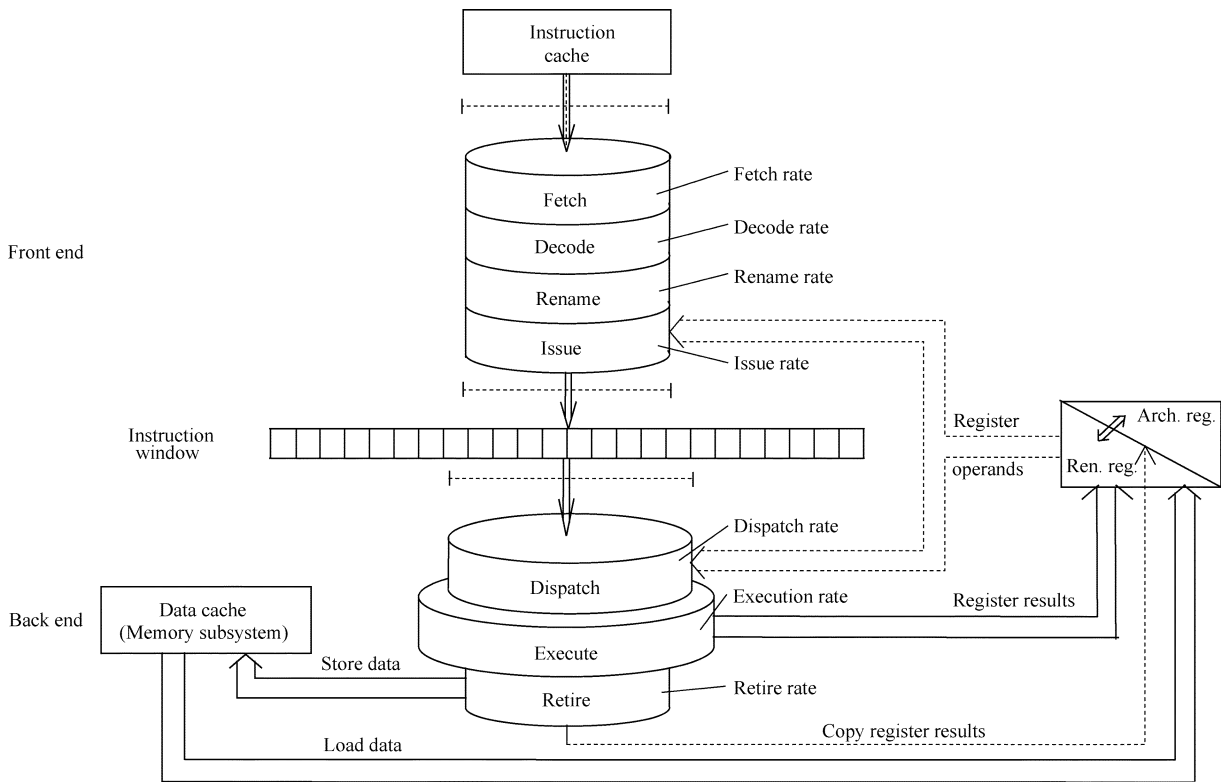 Instruction
cache
Fetch rate
Fetch
Decode rate
Decode
Front end
Rename rate
Rename
Issue
Issue rate
Instruction
window
Register
operands
Arch. reg.
Ren. reg.
Dispatch rate
Dispatch
Back end
Data cache
(Memory subsystem)
Execution rate
Register results
Execute
Store data
Retire
Retire rate
Copy register results
Load data